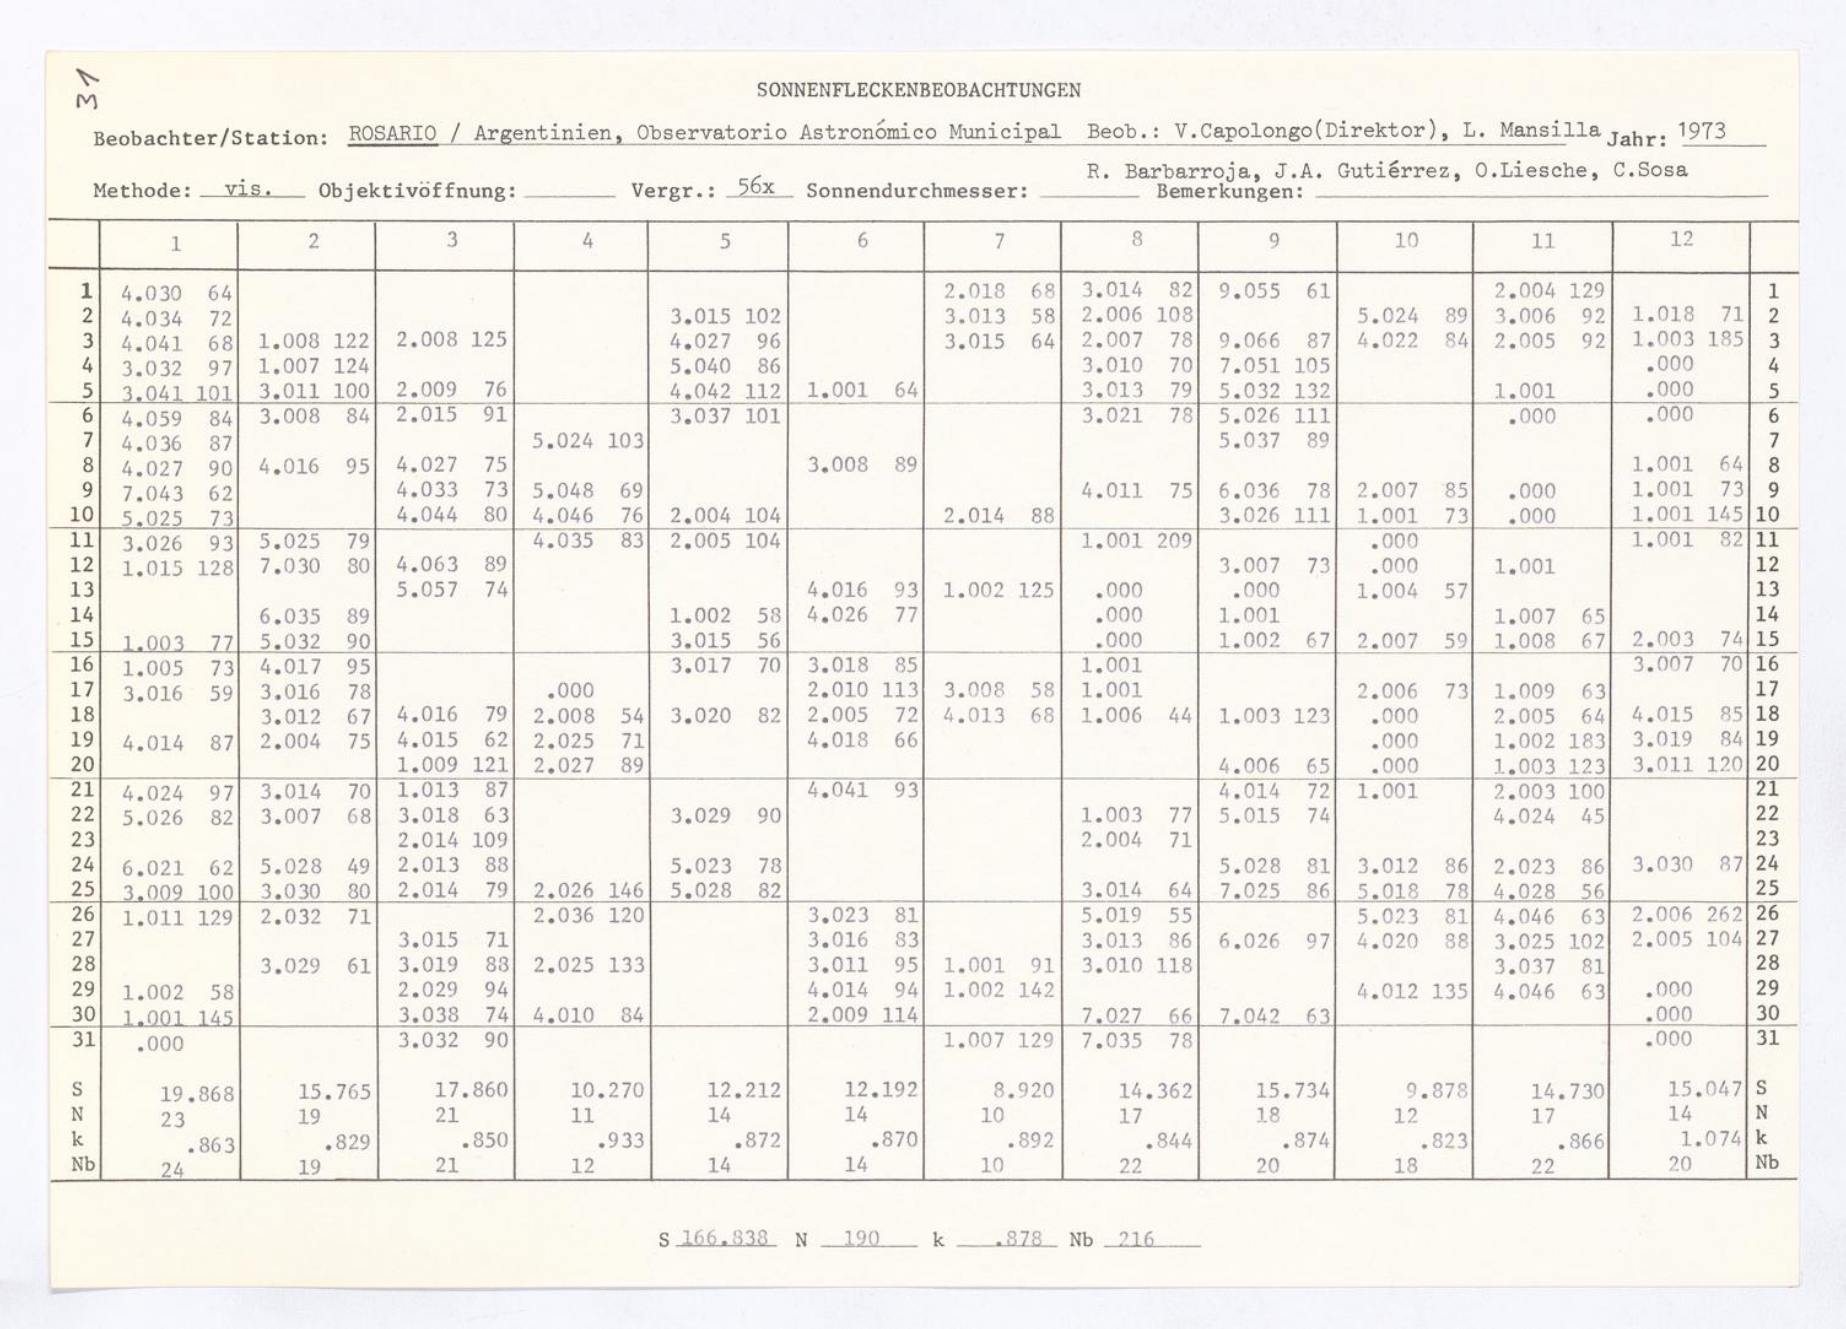 31
SONNENFLECKENBEOBACHTUNGEN
Beobachter/Station: ROSARIO / Argentinien, Observatorio Astronómico Municipal Beob.: V.Capolongo(Direktor), L. Mansilla Jahr: 1973
R. Barbarroja, J.A. Gutiérrez, O.Liesche, C.Sosa
Methode: vis. Objektivöffnung: Vergr.: 56x Sonnendurchmesser: Bemerkungen:
1 2 3 4 5 6 7 8 9 10 11 12
1 4.030 64 2.018 68 3.014 82 9.055 61 2.004 129 1
2 4.034 72 3.015 102 3.013 58 2.006 108 5.024 89 3.006 92 1.018 71 2
3 4.041 68 1.008 122 2.008 125 4.027 96 3.015 64 2.007 78 9.066 87 4.022 84 2.005 92 1.003 185 3
4 3.032 97 1.007 124 5.040 86 3.010 70 7.051 105 .000 4
5 3.041 101 3.011 100 2.009 76 4.042 112 1.001 64 3.013 79 5.032 132 1.001 .000 5
6 4.059 84 3.008 84 2.015 91 3.037 101 3.021 78 5.026 111 .000 .000 6
7 4.036 87 5.024 103 5.037 89 7
8 4.027 90 4.016 95 4.027 75 3.008 89 1.001 64 8
9 7.043 62 4.033 73 5.048 69 4.011 75 6.036 78 2.007 85 .000 1.001 73 9
10 5.025 73 4.044 80 4.046 76 2.004 104 2.014 88 3.026 111 1.001 73 .000 1.001 145 10
11 3.026 93 5.025 79 4.035 83 2.005 104 1.001 209 .000 1.001 82 11
12 1.015 128 7.030 80 4.063 89 3.007 73 .000 1.001 12
13 5.057 74 4.016 93 1.002 125 .000 .000 1.004 57 13
14 6.035 89 1.002 58 4.026 77 .000 1.001 1.007 65 14
15 1.003 77 5.032 90 3.015 56 .000 1.002 67 2.007 59 1.008 67 2.003 74 15
16 1.005 73 4.017 95 3.017 70 3.018 85 1.001 3.007 70 16
17 3.016 59 3.016 78 .000 2.010 113 3.008 58 1.001 2.006 73 1.009 63 17
18 3.012 67 4.016 79 2.008 54 3.020 82 2.005 72 4.013 68 1.006 44 1.003 123 .000 2.005 64 4.015 85 18
19 4.014 87 2.004 75 4.015 62 2.025 71 4.018 66 .000 1.002 183 3.019 84 19
20 1.009 121 2.027 89 4.006 65 .000 1.003 123 3.011 120 20
21 4.024 97 3.014 70 1.013 87 4.041 93 4.014 72 1.001 2.003 100 21
22 5.026 82 3.007 68 3.018 63 3.029 90 1.003 77 5.015 74 4.024 45 22
23 2.014 109 2.004 71 23
24 6.021 62 5.028 49 2.013 88 5.023 78 5.028 81 3.012 86 2.023 86 3.030 87 24
25 3.009 100 3.030 80 2.014 79 2.026 146 5.028 82 3.014 64 7.025 86 5.018 78 4.028 56 25
26 1.011 129 2.032 71 2.036 120 3.023 81 5.019 55 5.023 81 4.046 63 2.006 262 26
27 3.015 71 3.016 83 3.013 86 6.026 97 4.020 88 3.025 102 2.005 104 27
28 3.029 61 3.019 88 2.025 133 3.011 95 1.001 91 3.010 118 3.037 81 28
29 1.002 58 2.029 94 4.014 94 1.002 142 4.012 135 4.046 63 .000 29
30 1.001 145 3.038 74 4.010 84 2.009 114 7.027 66 7.042 63 .000 30
31 .000 3.032 90 1.007 129 7.035 78 .000 31
S 19.868 15.765 17.860 10.270 12.212 12.192 8.920 14.362 15.734 9.878 14.730 15.047 S
N 23 19 21 11 14 14 10 17 18 12 17 14 N
k .863 .829 .850 .933 .872 .870 .892 .844 .874 .823 .866 1.074 k
Nb 24 19 21 12 14 14 10 22 20 18 22 20 Nb
S 166.838 N 190 k .878 Nb 216